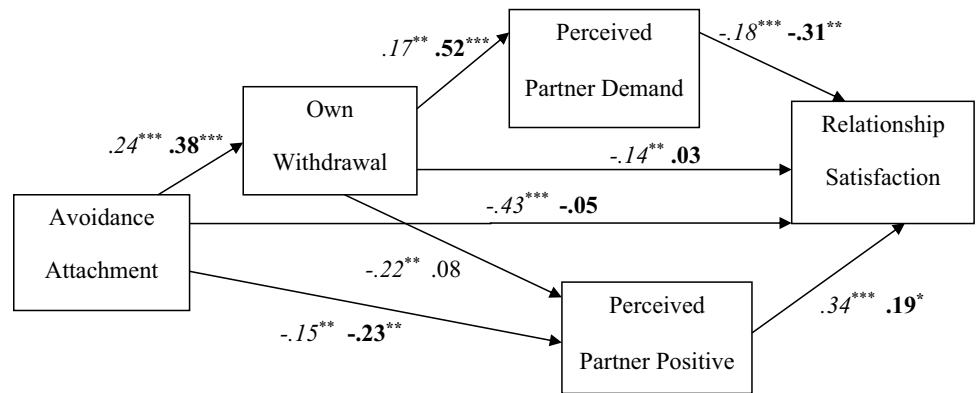 Perceived
Partner Demand
-.18*** -.31**
.17** .52***
Own
Withdrawal
Relationship
Satisfaction
.24*** .38***
-.14** .03
Avoidance
Attachment
-.43*** -.05
-.22** .08
Perceived
Partner Positive
.34*** .19*
-.15** -.23**